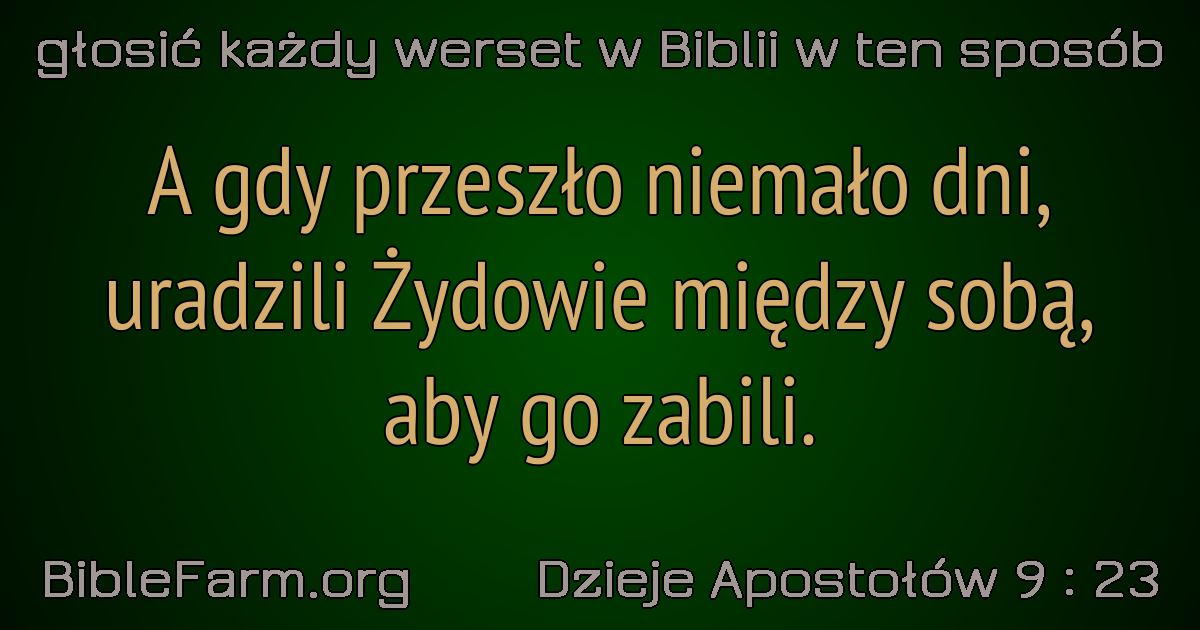 głosić każdy werset w Biblii w ten sposób
A gdy przeszło niemało dni,
uradzili Żydowie między sobą,
aby go zabili.
BibleFarm.org
Dzieje Apostołów 9 : 23